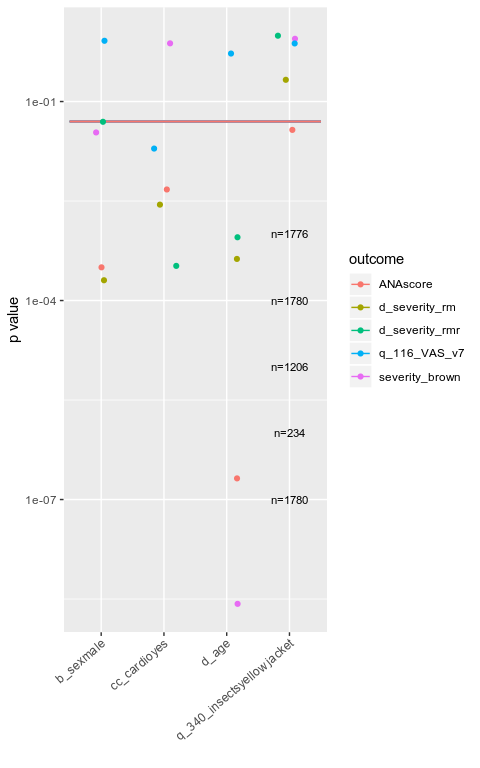 p value
1e-01
1e-04
1e-07
n=1776
n=1780
n=1206
n=234
n=1780
b_sexmale
cc_cardioyes
d_age
q_340_insectsyellowjacket
outcome
ANAscore
d_severity_rm
d_severity_rmr
q_116_VAS_v7
severity_brown